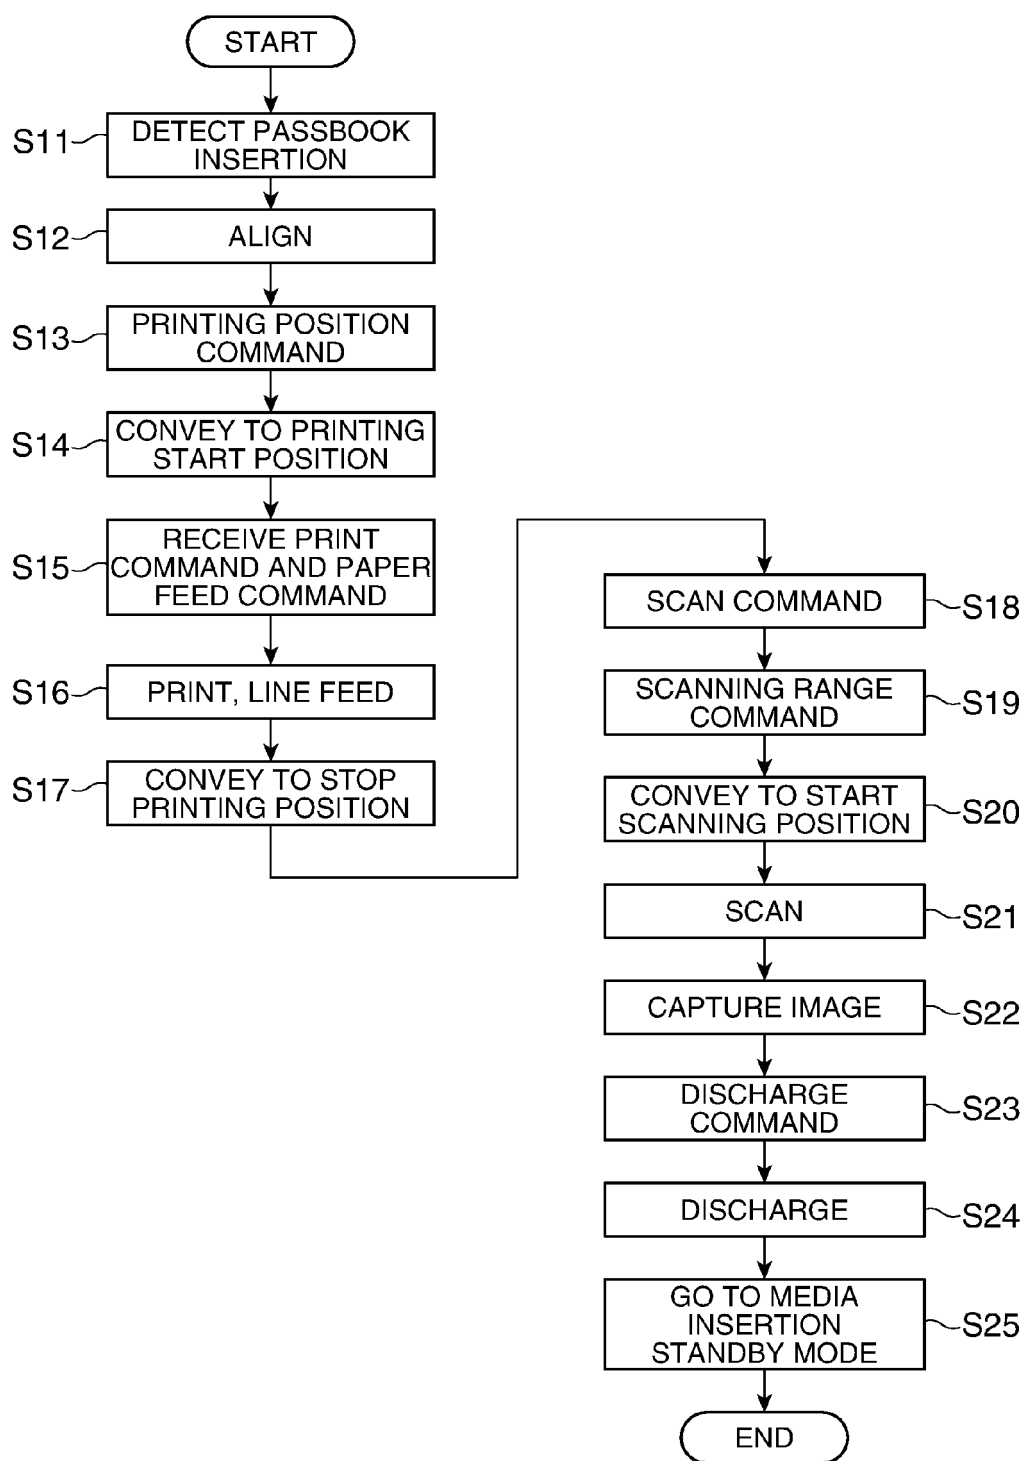 START
S11
DETECT PASSBOOK
INSERTION
S12
ALIGN
S13
PRINTING POSITION
COMMAND
S14
CONVEY TO PRINTING
START POSITION
S15
RECEIVE PRINT
COMMAND AND PAPER
FEED COMMAND
S16
PRINT, LINE FEED
S17
CONVEY TO STOP
PRINTING POSITION
SCAN COMMAND
S18
SCANNING RANGE
COMMAND
S19
CONVEY TO START
SCANNING POSITION
S20
SCAN
S21
CAPTURE IMAGE
S22
DISCHARGE
COMMAND
S23
DISCHARGE
S24
GO TO MEDIA
INSERTION
STANDBY MODE
S25
END